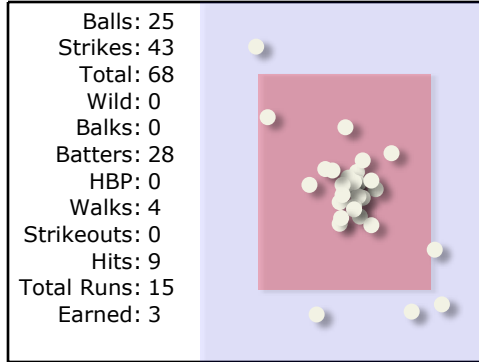 Balls: 25
Strikes: 43
Total: 68
Wild: 0
Balks: 0
Batters: 28
HBP: 0
Walks: 4
Strikeouts: 0
Hits: 9
Total Runs: 15
Earned: 3